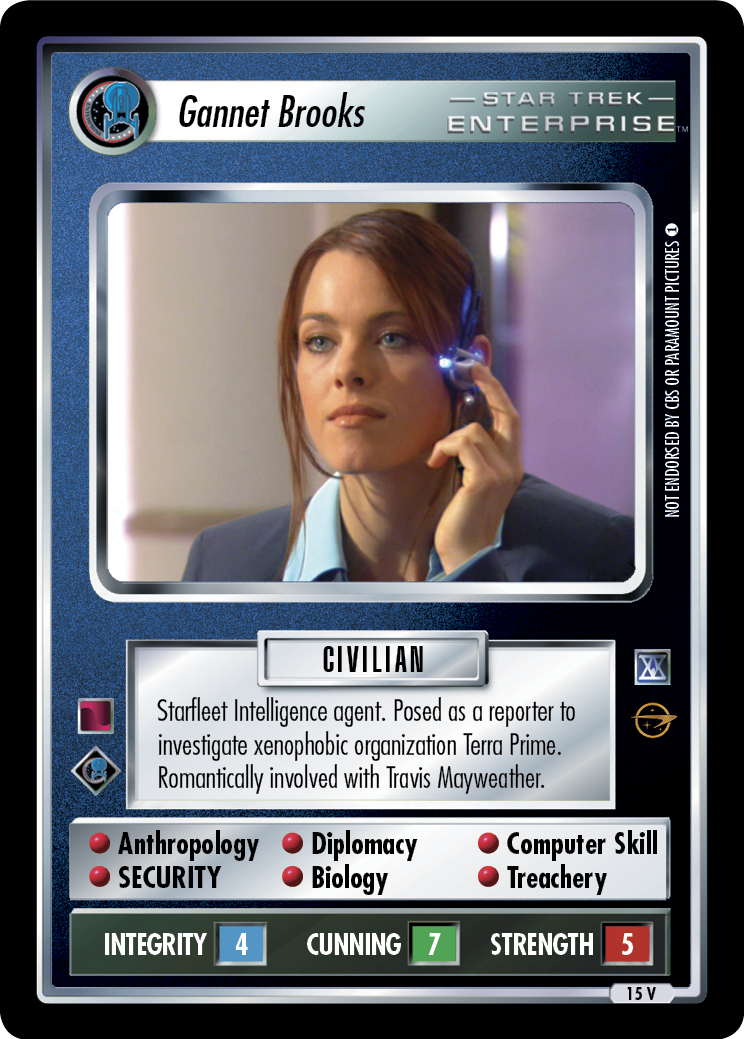 Gannet Brooks
STAR TREK
ENTERPRISE™
NOT ENDORSED BY CBS OR PARAMOUNT PICTURES 1
CIVILIAN
Starfleet Intelligence agent. Posed as a reporter to
investigate xenophobic organization Terra Prime.
Romantically involved with Travis Mayweather.
Anthropology Diplomacy Computer Skill
SECURITY Biology Treachery
INTEGRITY 4 CUNNING 7 STRENGTH 5
15 V